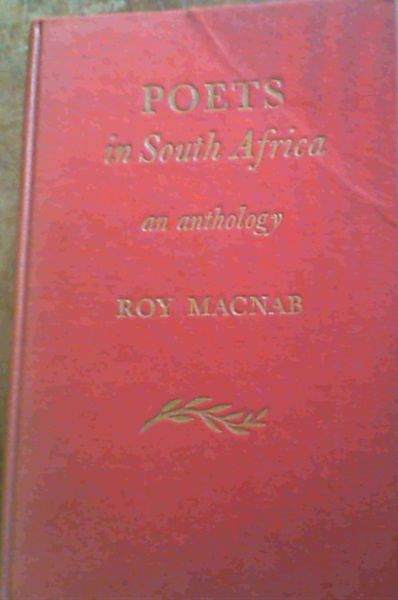 POETS
in South Africa
an anthology
ROY MACNAB